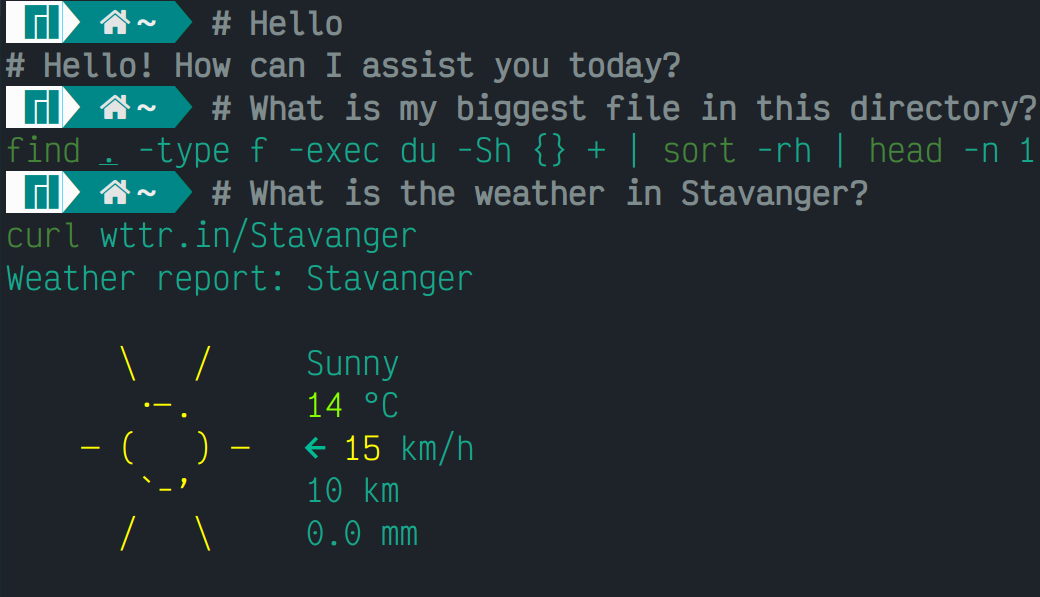 ~ # Hello
# Hello! How can I assist you today?
~ # What is my biggest file in this directory?
find . -type f -exec du -Sh {} + | sort -rh | head -n 1
~ # What is the weather in Stavanger?
curl wttr.in/Stavanger
Weather report: Stavanger
\ / Sunny
.-. 14 °C
― ( ) ― ← 15 km/h
`-’ 10 km
/ \ 0.0 mm